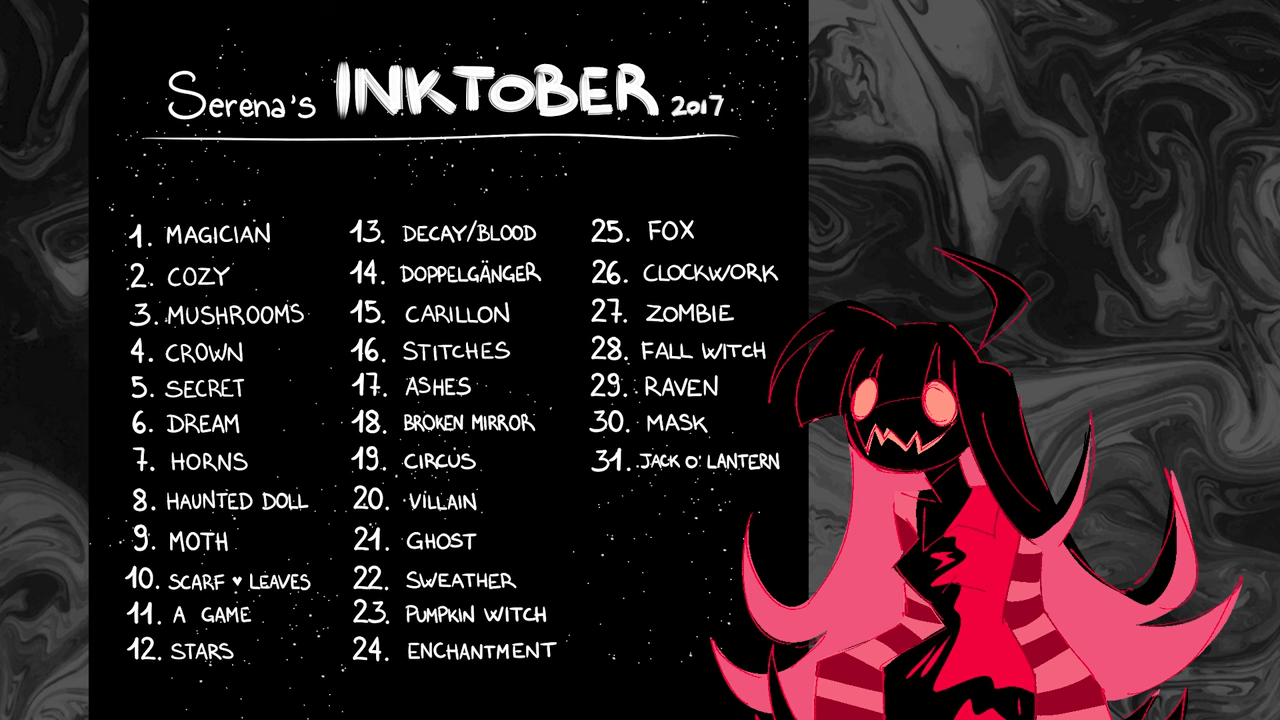 Serena's INKTOBER 2017
1. MAGICIAN
2. COZY
3. MUSHROOMS
4. CROWN
5. SECRET
6. DREAM
7. HORNS
8. HAUNTED DOLL
9. MOTH
10. SCARF ♥ LEAVES
11. A GAME
12. STARS
13. DECAY/BLOOD
14. DOPPELGÄNGER
15. CARILLON
16. STITCHES
17. ASHES
18. BROKEN MIRROR
19. CIRCUS
20. VILLAIN
21. GHOST
22. SWEATHER
23. PUMPKIN WITCH
24. ENCHANTMENT
25. FOX
26. CLOCKWORK
27. ZOMBIE
28. FALL WITCH
29. RAVEN
30. MASK
31. JACK O' LANTERN